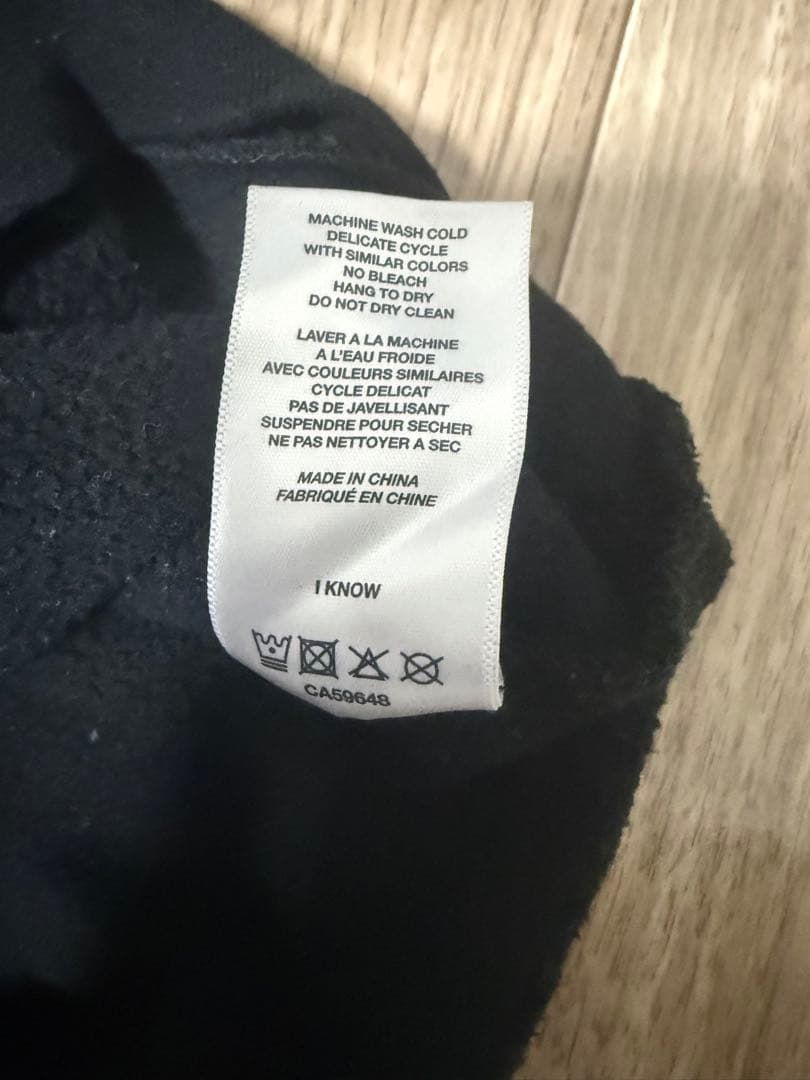 MACHINE WASH COLD
DELICATE CYCLE
WITH SIMILAR COLORS
NO BLEACH
HANG TO DRY
DO NOT DRY CLEAN
LAVER A LA MACHINE
A L'EAU FROIDE
AVEC COULEURS SIMILAIRES
CYCLE DELICAT
PAS DE JAVELLISANT
SUSPENDRE POUR SECHER
NE PAS NETTOYER A SEC
MADE IN CHINA
FABRIQUÉ EN CHINE
I KNOW
CA59648